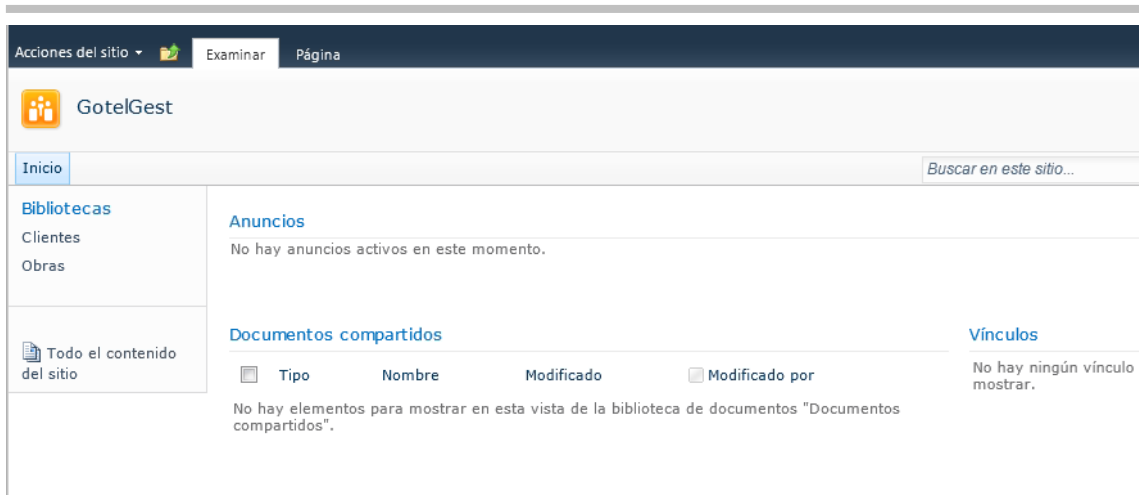 Acciones del sitio
Examinar
Página
GotelGest
Inicio
Buscar en este sitio...
Bibliotecas
Clientes
Obras
Todo el contenido
del sitio
Anuncios
No hay anuncios activos en este momento.
Documentos compartidos
Tipo Nombre Modificado Modificado por
No hay elementos para mostrar en esta vista de la biblioteca de documentos "Documentos
compartidos".
Vínculos
No hay ningún vínculo
mostrar.